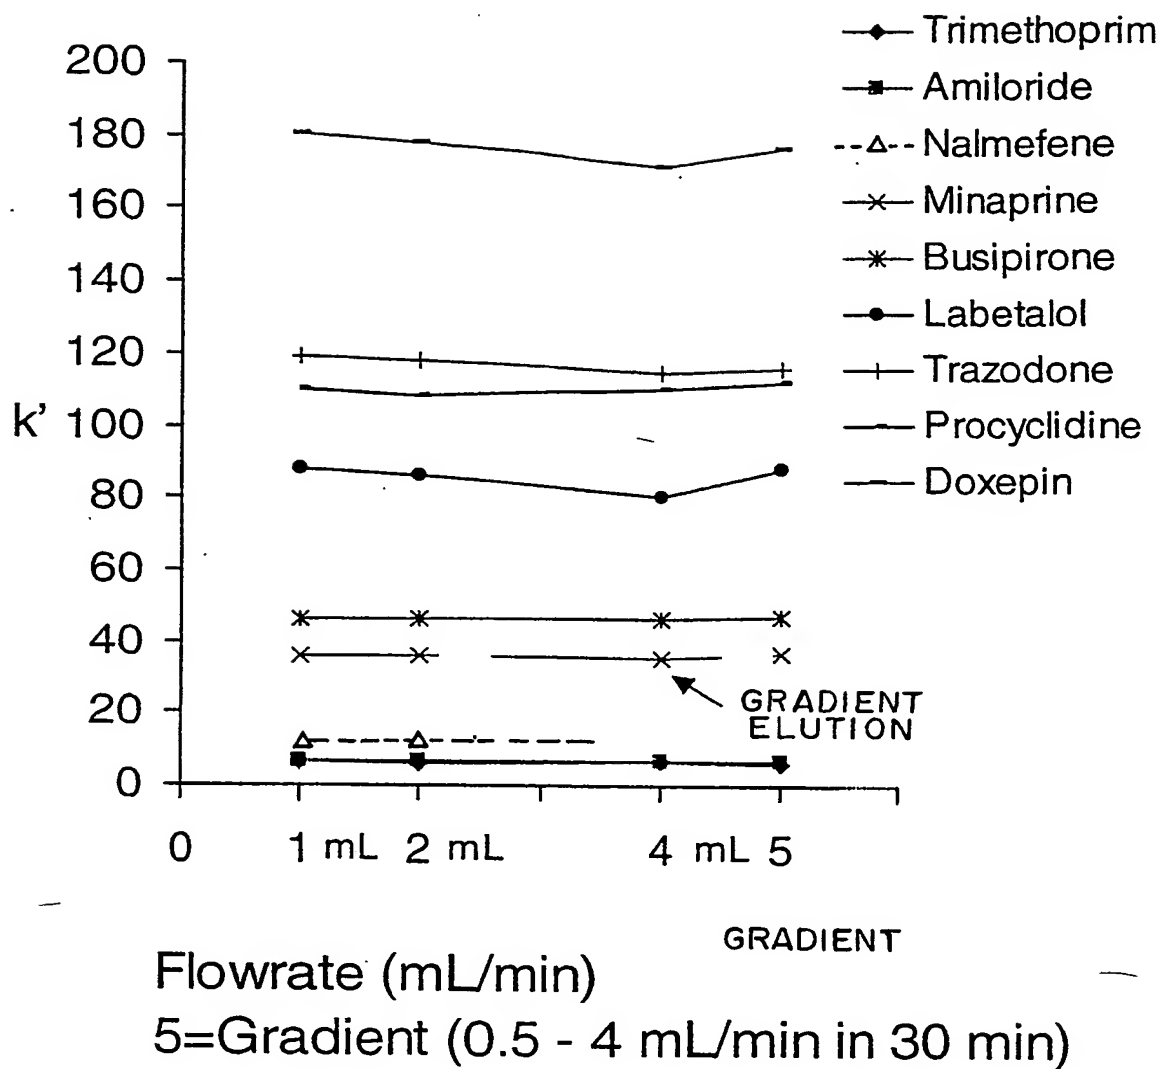 Trimethoprim
Amiloride
Nalmefene
Minaprine
Busipirone
Labetalol
Trazodone
Procyclidine
Doxepin
200
180
160
140
120
k' 100
80
60
40
20
0
GRADIENT
ELUTION
0 1 mL 2 mL 4 mL 5
GRADIENT
Flowrate (mL/min)
5=Gradient (0.5 - 4 mL/min in 30 min)